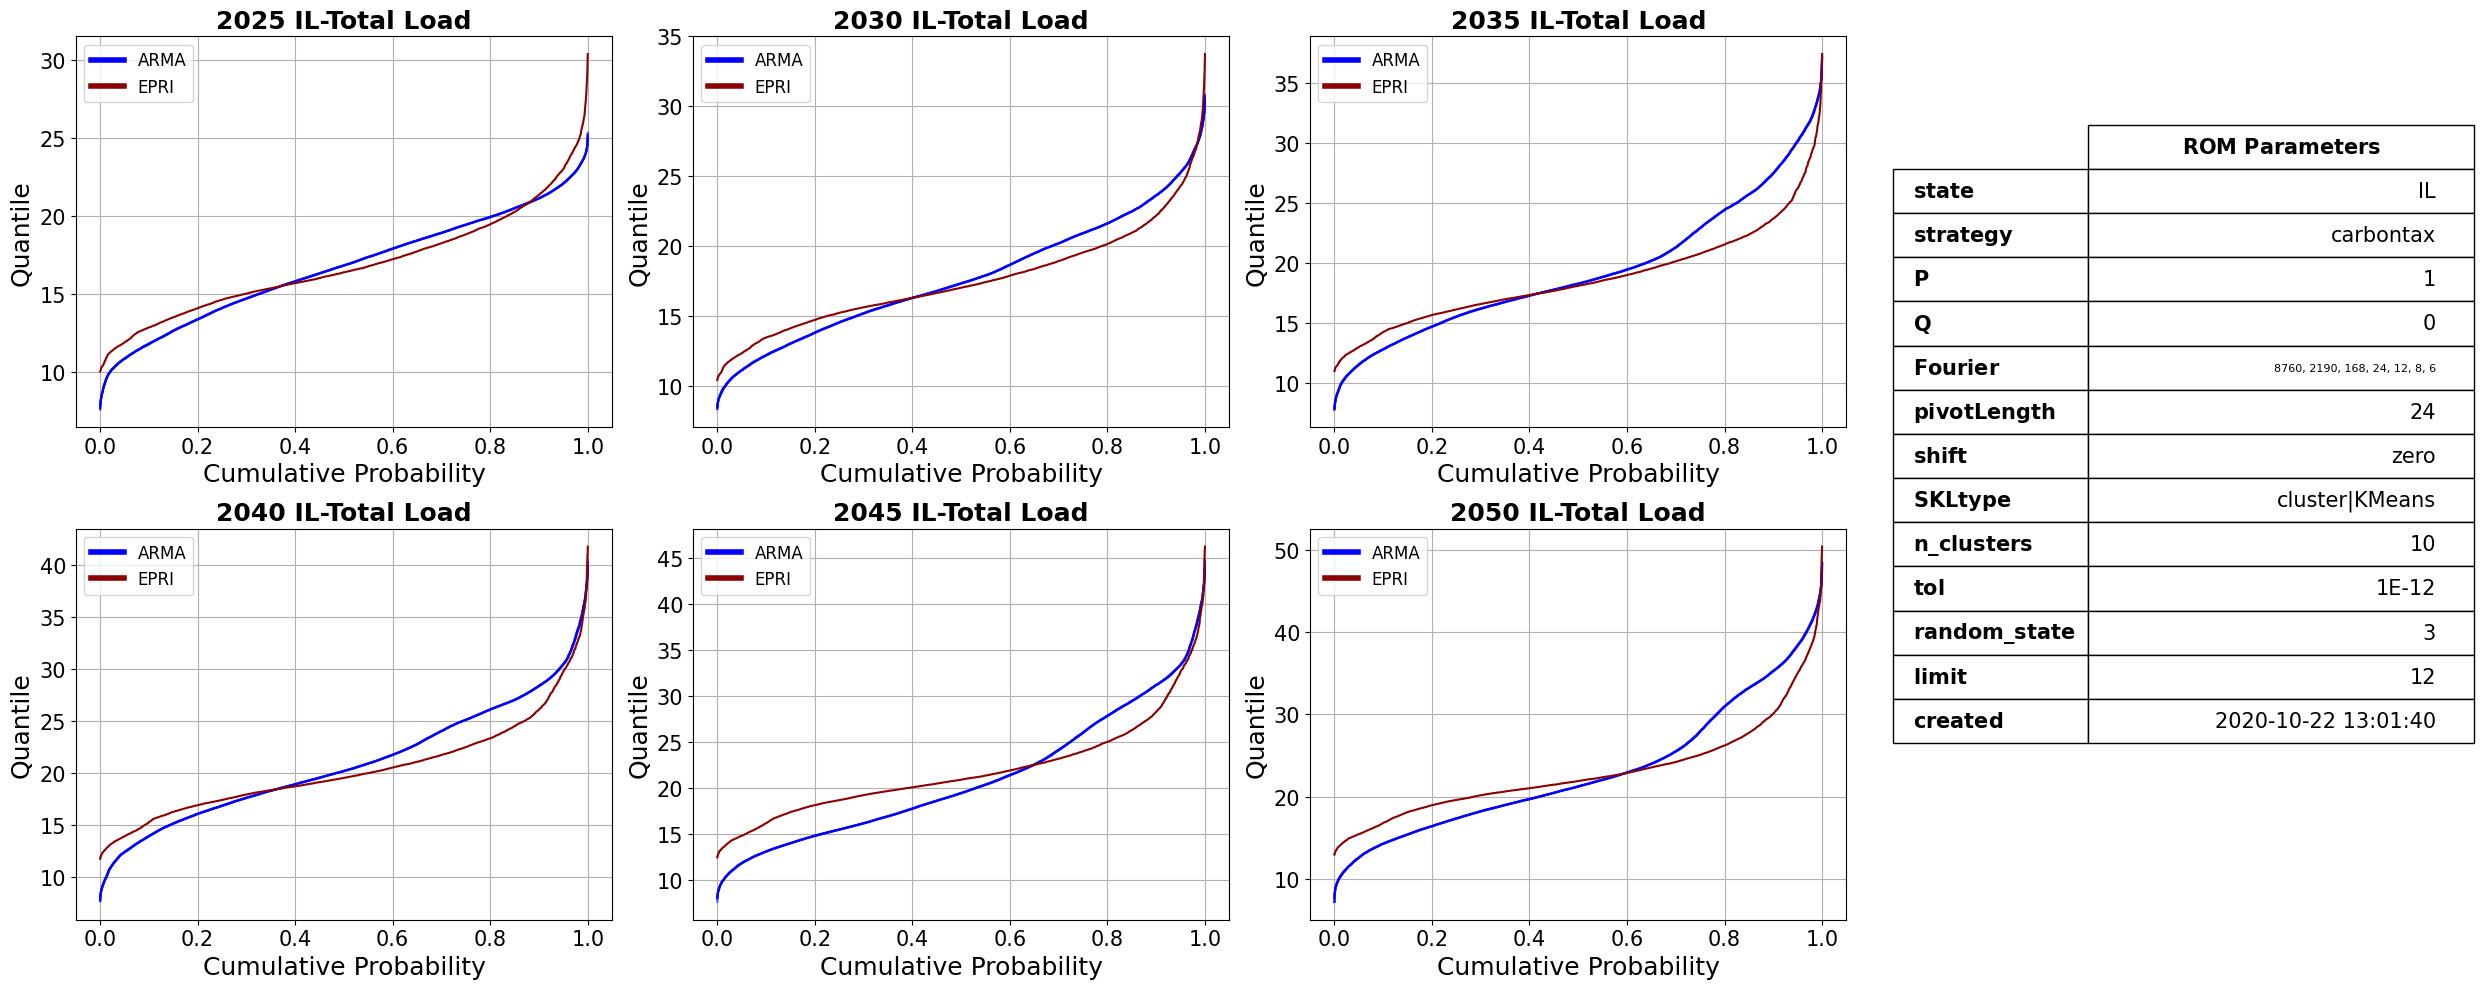 2025 IL-Total Load
ARMA
EPRI
30
25
20
15
10
Quantile
0.0 0.2 0.4 0.6 0.8 1.0
Cumulative Probability
2030 IL-Total Load
ARMA
EPRI
35
30
25
20
15
10
Quantile
0.0 0.2 0.4 0.6 0.8 1.0
Cumulative Probability
2035 IL-Total Load
ARMA
EPRI
35
30
25
20
15
10
Quantile
0.0 0.2 0.4 0.6 0.8 1.0
Cumulative Probability
2040 IL-Total Load
ARMA
EPRI
40
35
30
25
20
15
10
Quantile
0.0 0.2 0.4 0.6 0.8 1.0
Cumulative Probability
2045 IL-Total Load
ARMA
EPRI
45
40
35
30
25
20
15
10
Quantile
0.0 0.2 0.4 0.6 0.8 1.0
Cumulative Probability
2050 IL-Total Load
ARMA
EPRI
50
40
30
20
10
Quantile
0.0 0.2 0.4 0.6 0.8 1.0
Cumulative Probability
ROM Parameters
state IL
strategy carbontax
P 1
Q 0
Fourier 8760, 2190, 168, 24, 12, 8, 6
pivotLength 24
shift zero
SKLtype cluster|KMeans
n_clusters 10
tol 1E-12
random_state 3
limit 12
created 2020-10-22 13:01:40